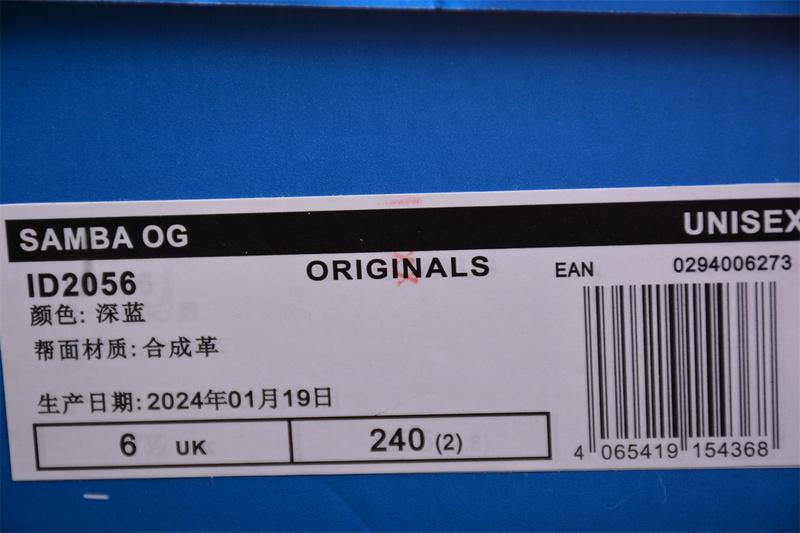 SAMBA OG UNISEX
ID2056 ORIGINALS EAN 0294006273
颜色: 深蓝
帮面材质: 合成革
生产日期: 2024年01月19日
6 UK 240 (2)
4 065419 154368